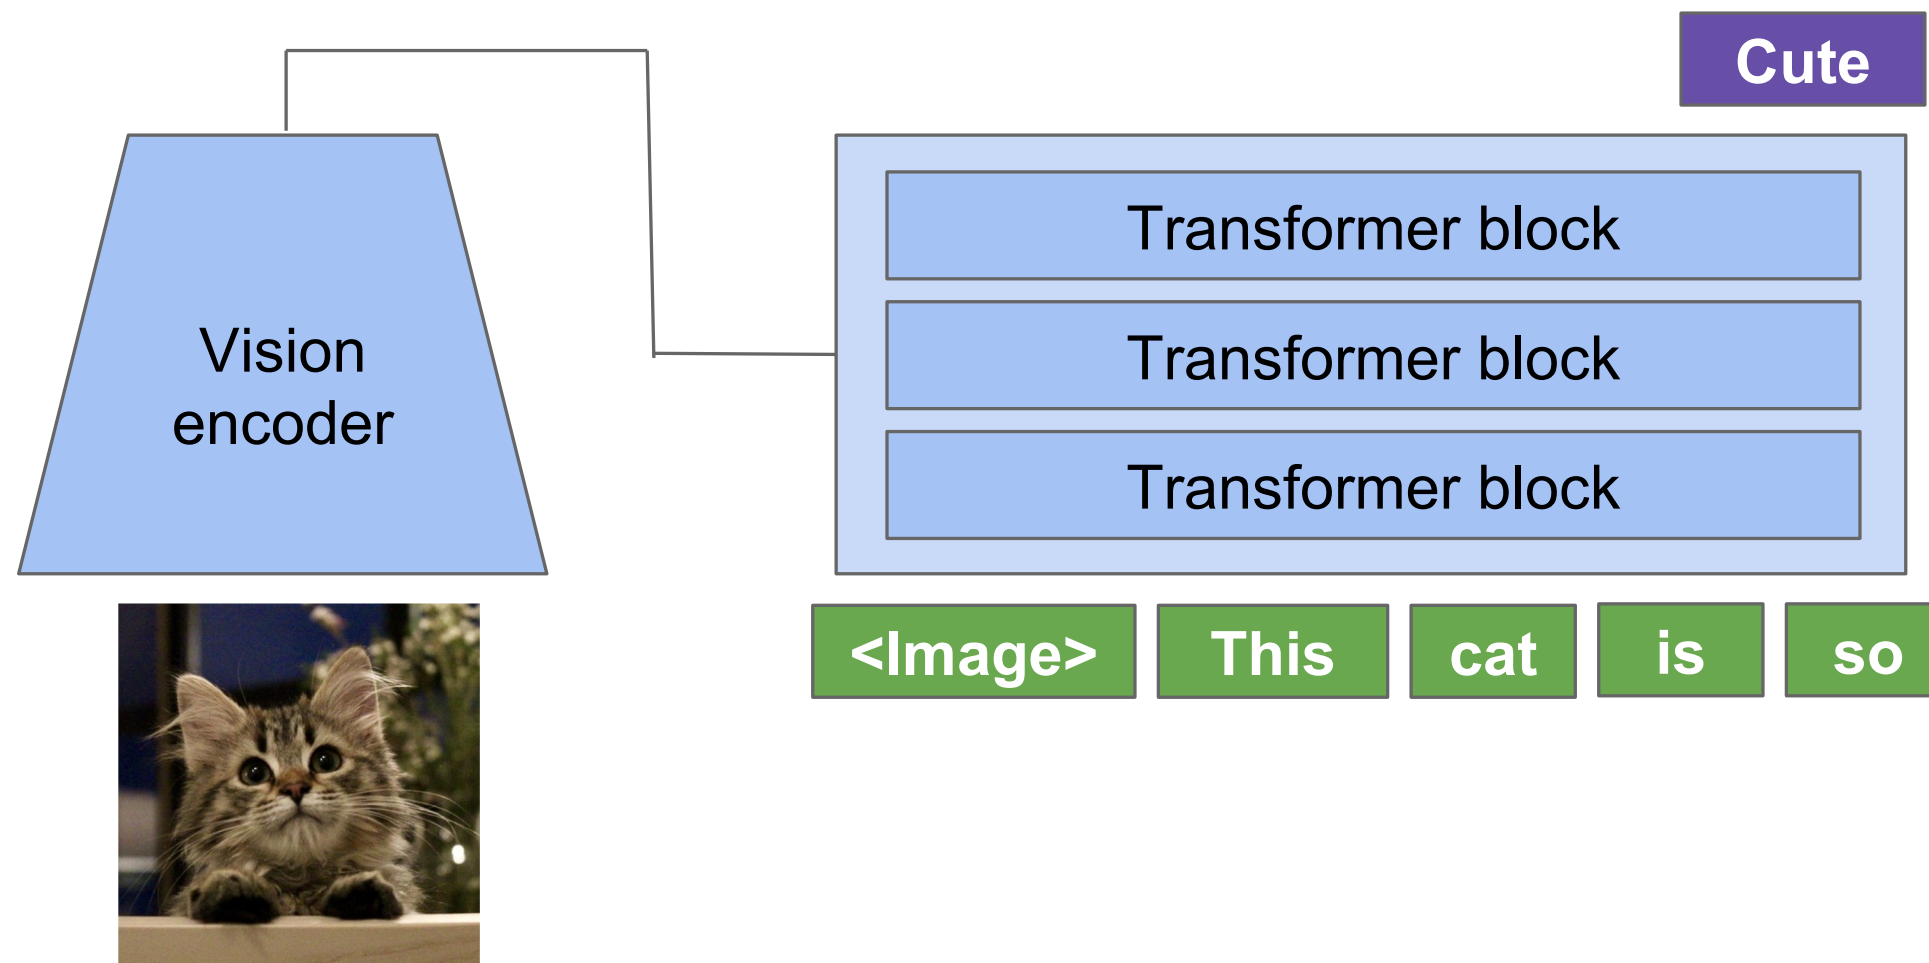 Cute
Vision
encoder
Transformer block
Transformer block
Transformer block
<Image> This cat is so